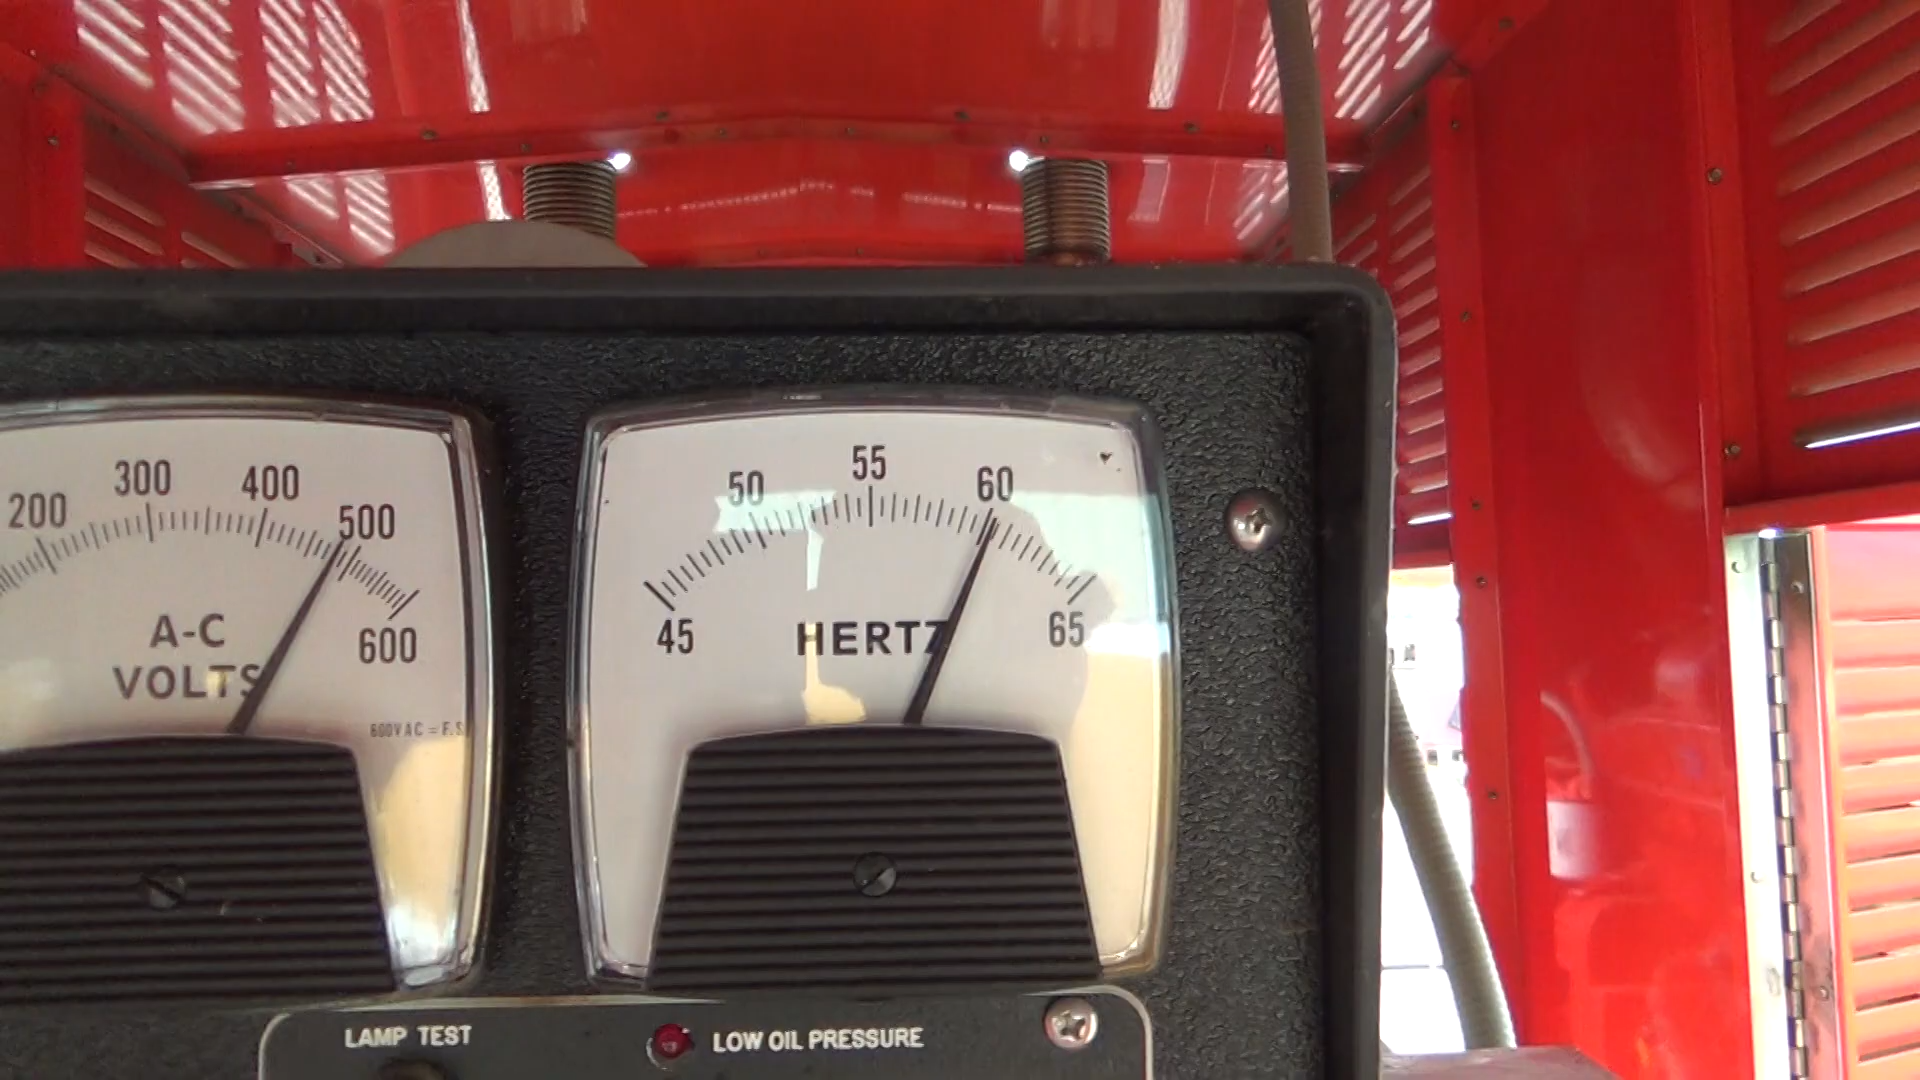 200 300 400 500 600
A-C
VOLTS
600VAC = F.S.
45 50 55 60 65
HERTZ
LAMP TEST
LOW OIL PRESSURE